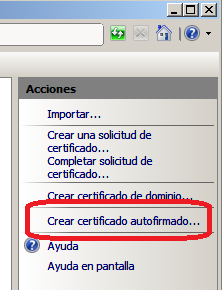 Acciones
Importar...
Crear una solicitud de
certificado...
Completar solicitud de
certificado...
Crear certificado de dominio...
Crear certificado autofirmado...
Ayuda
Ayuda en pantalla